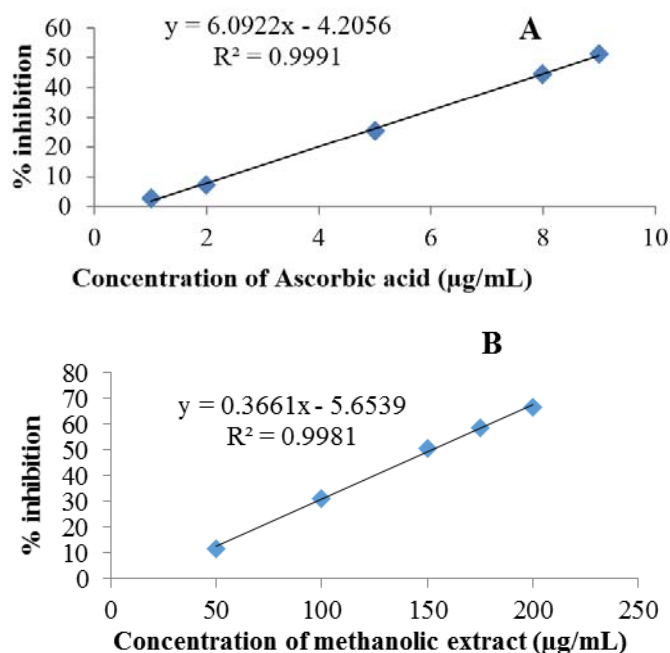 A
y = 6.0922x - 4.2056
R² = 0.9991
% inhibition
60
50
40
30
20
10
0
0 2 4 6 8 10
Concentration of Ascorbic acid (µg/mL)
B
y = 0.3661x - 5.6539
R² = 0.9981
% inhibition
80
70
60
50
40
30
20
10
0
0 50 100 150 200 250
Concentration of methanolic extract (µg/mL)